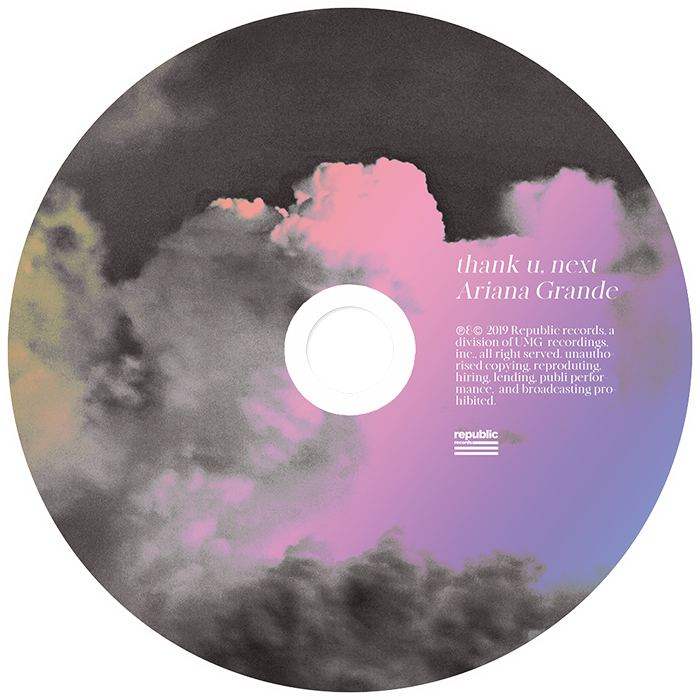 thank u, next
Ariana Grande
℗&© 2019 Republic records, a
division of UMG recordings,
inc., all right served. unautho-
rised copying, reproduting,
hiring, lending, publi perfor-
mance, and broadcasting pro-
hibited.
republic
records